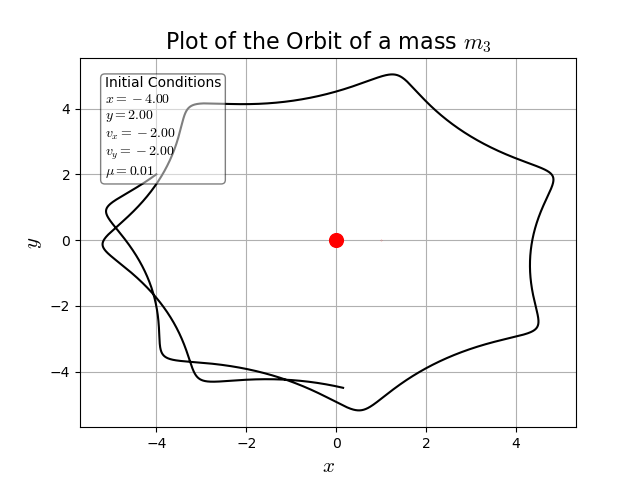 Plot of the Orbit of a mass m₃
Initial Conditions
x = −4.00
y = 2.00
vₓ = −2.00
v_y = −2.00
μ = 0.01
y
4
2
0
−2
−4
−4 −2 0 2 4
x